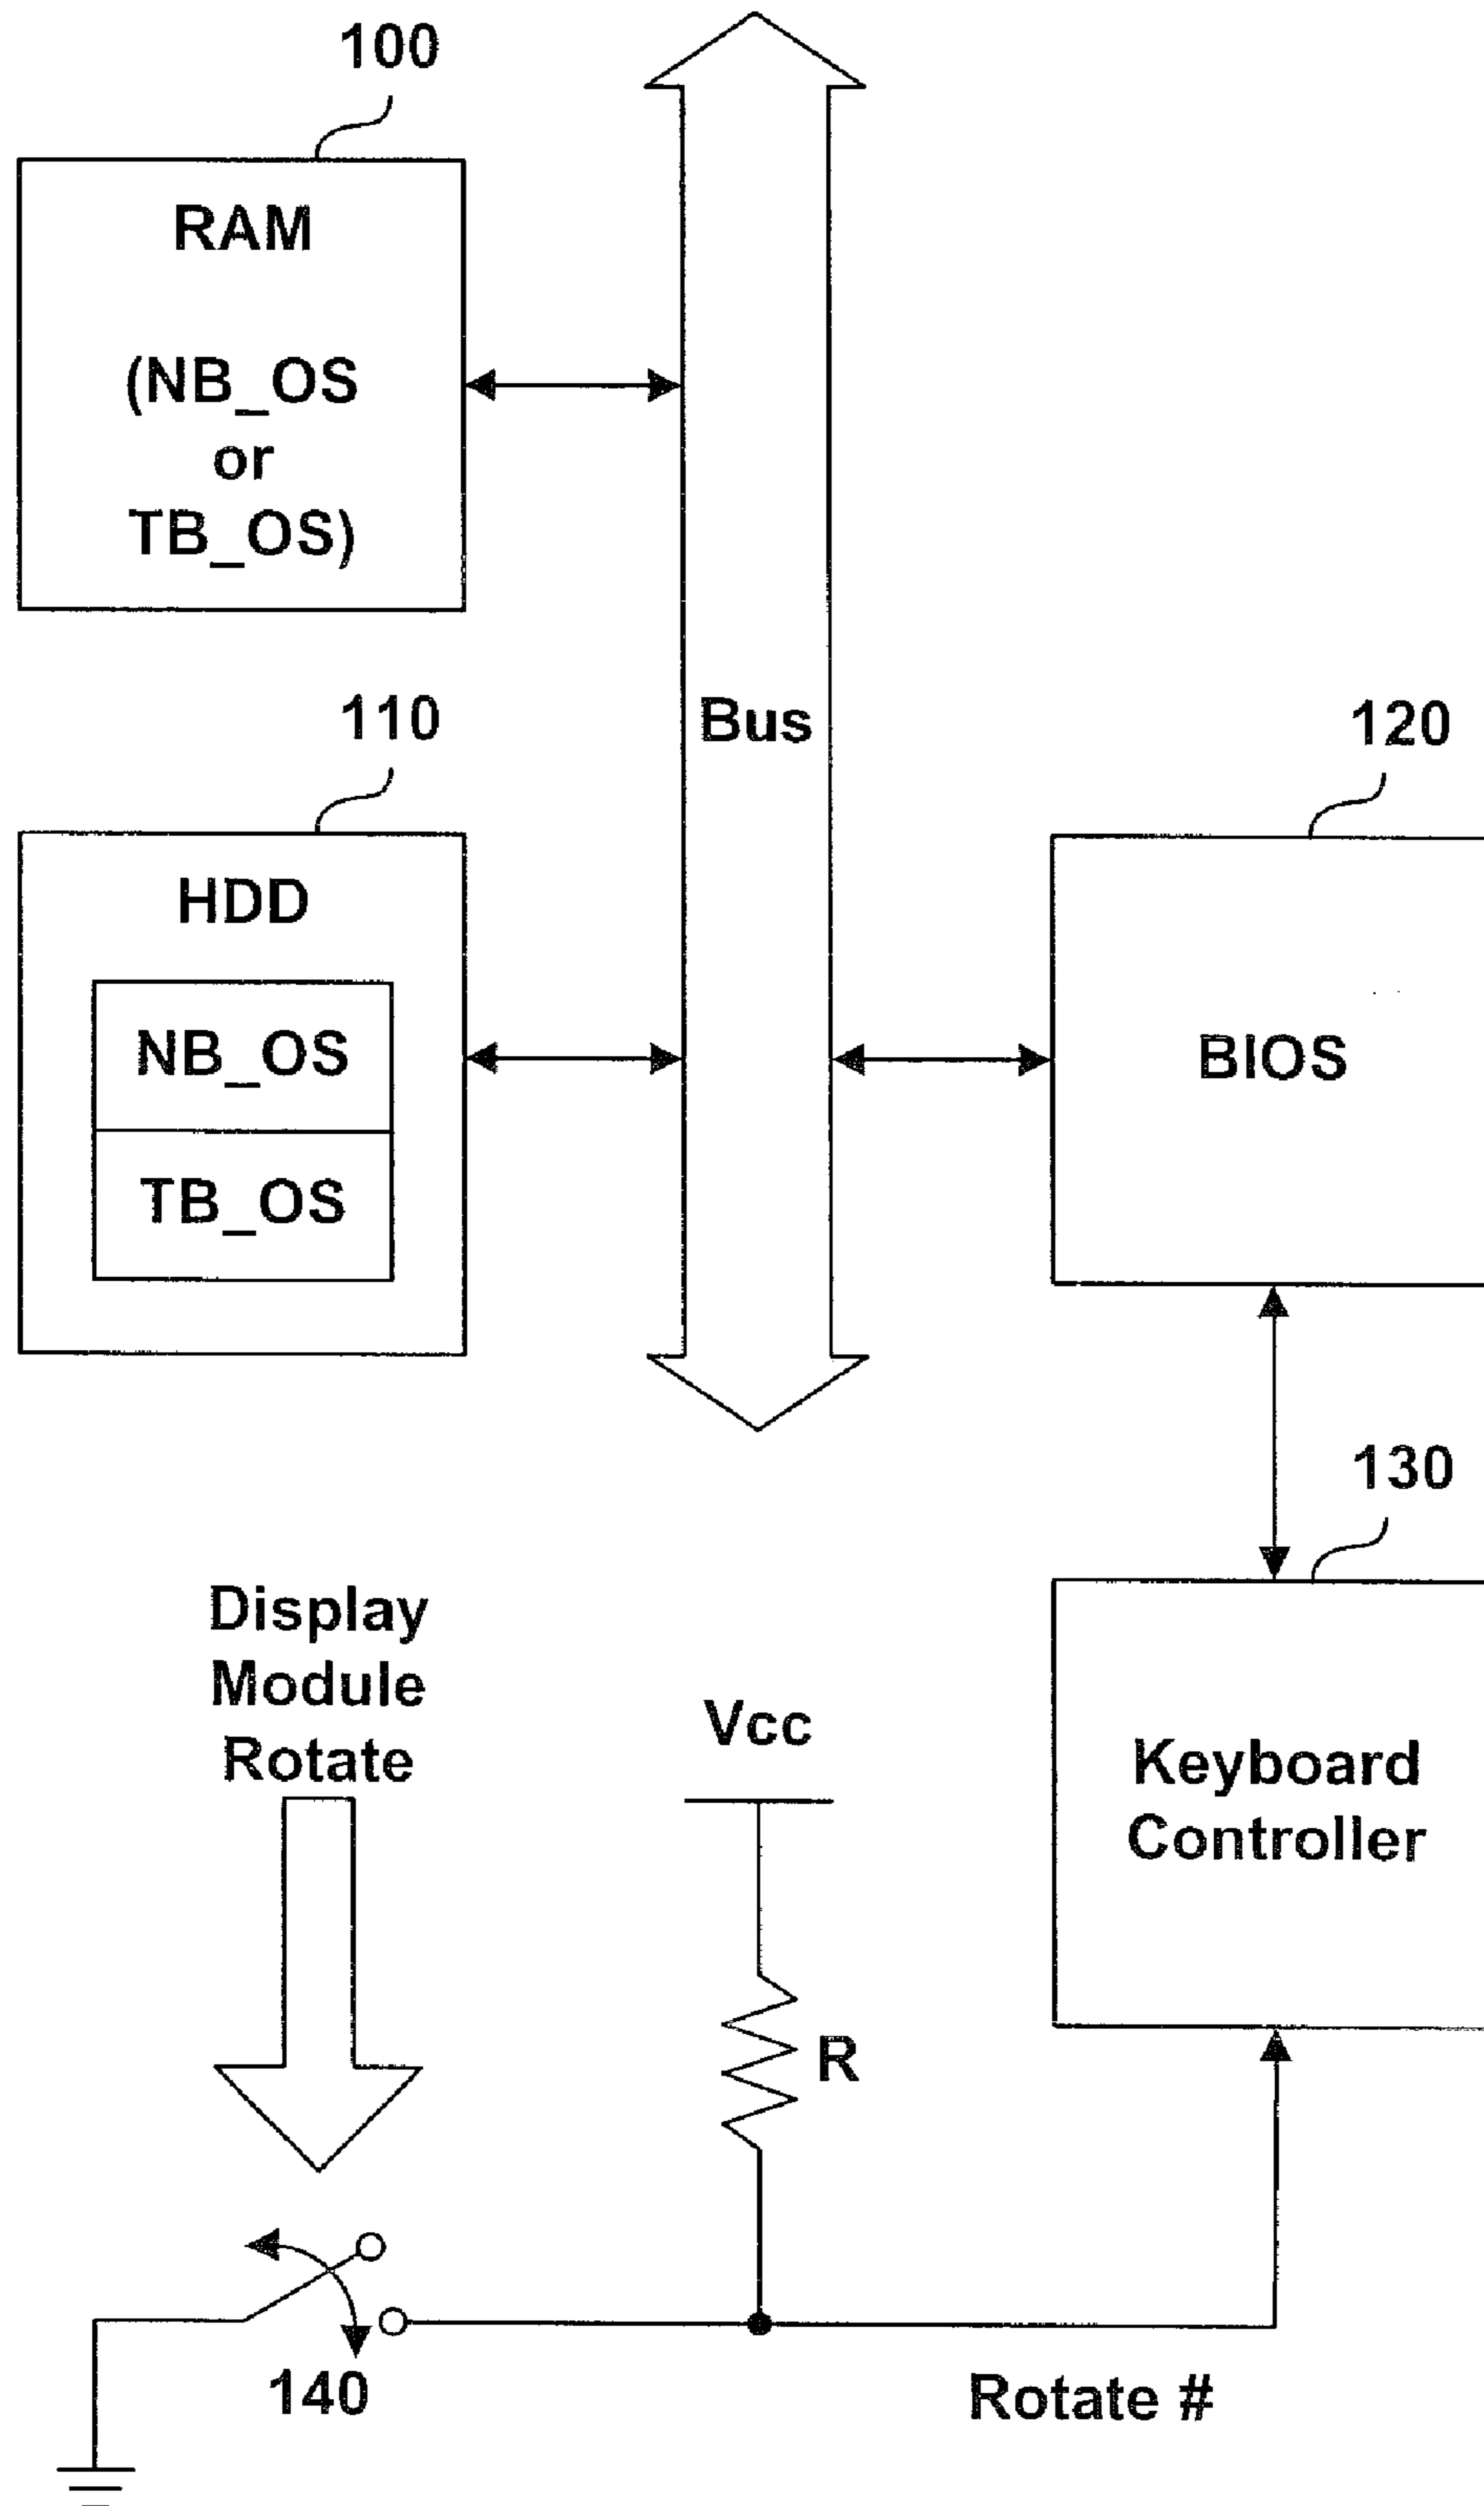 100
RAM
(NB_OS
or
TB_OS)
110
Bus
120
HDD
NB_OS
TB_OS
BIOS
130
Display
Module
Rotate
Vcc
Keyboard
Controller
R
140
Rotate #